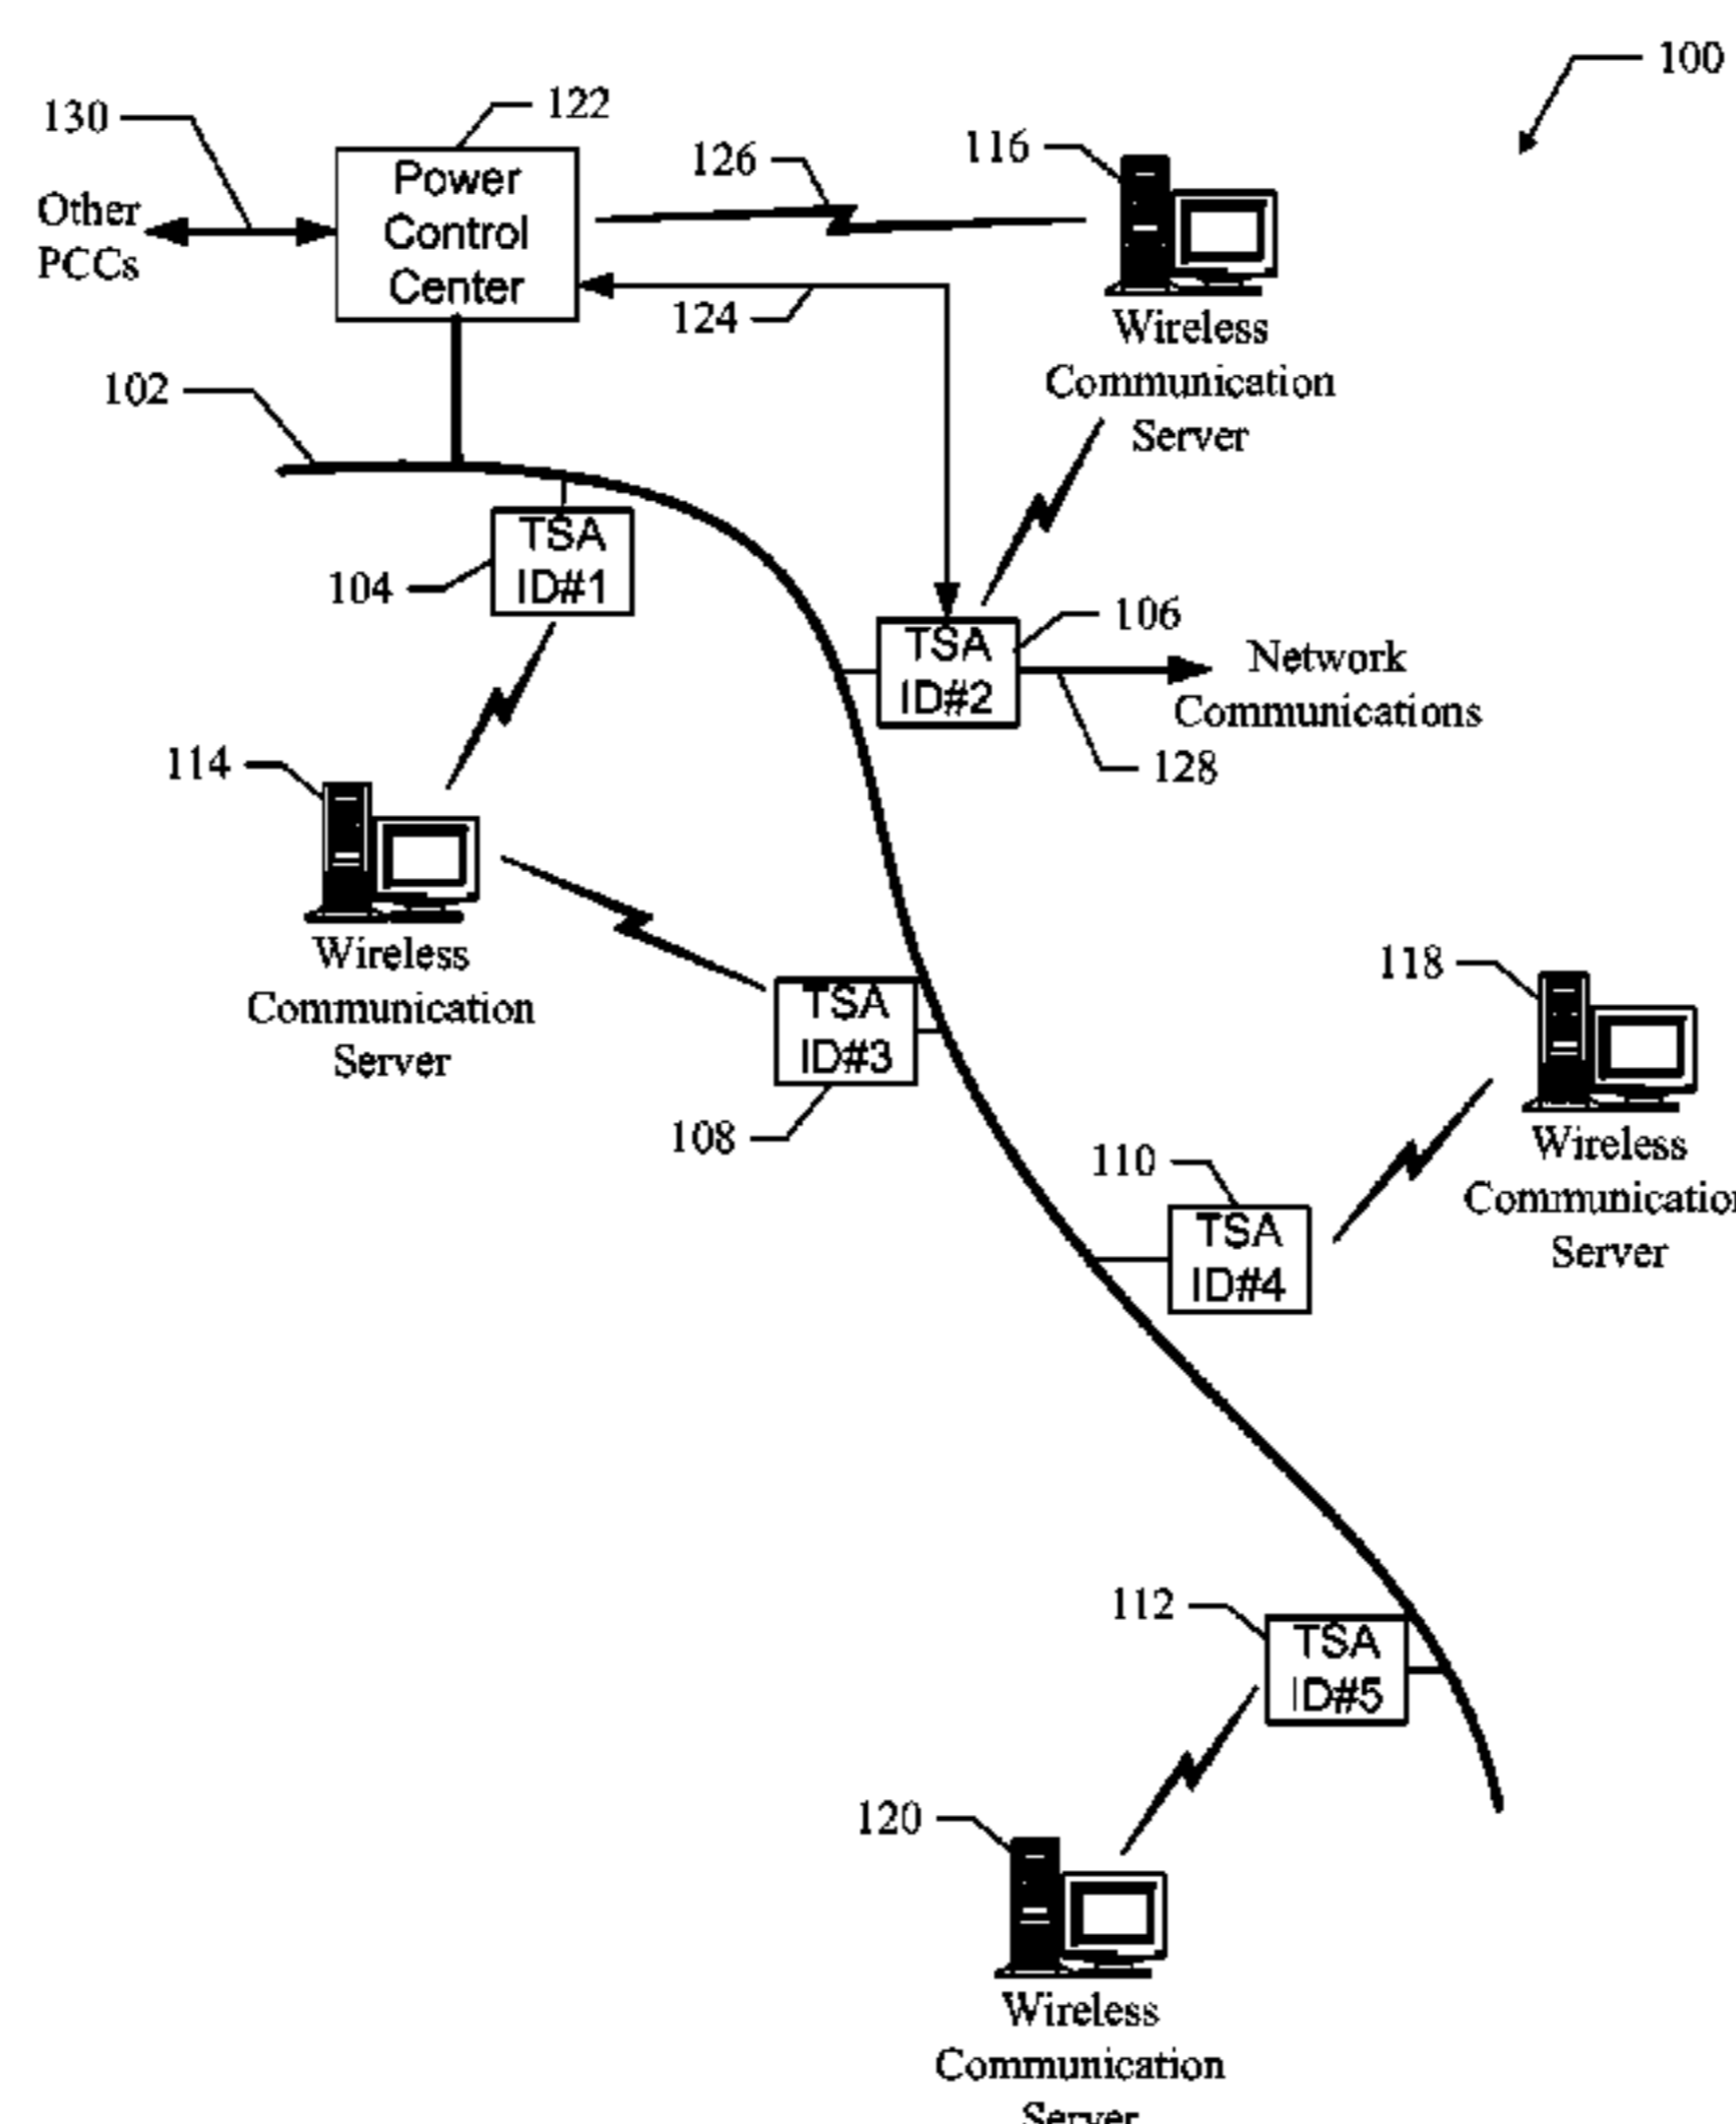 100
130
122
126
116
Other
PCCs
Power
Control
Center
124
Wireless
Communication
Server
102
TSA
ID#1
104
106
TSA
ID#2
Network
Communications
128
114
Wireless
Communication
Server
TSA
ID#3
108
118
Wireless
Communication
Server
110
TSA
ID#4
112
TSA
ID#5
120
Wireless
Communication
Server